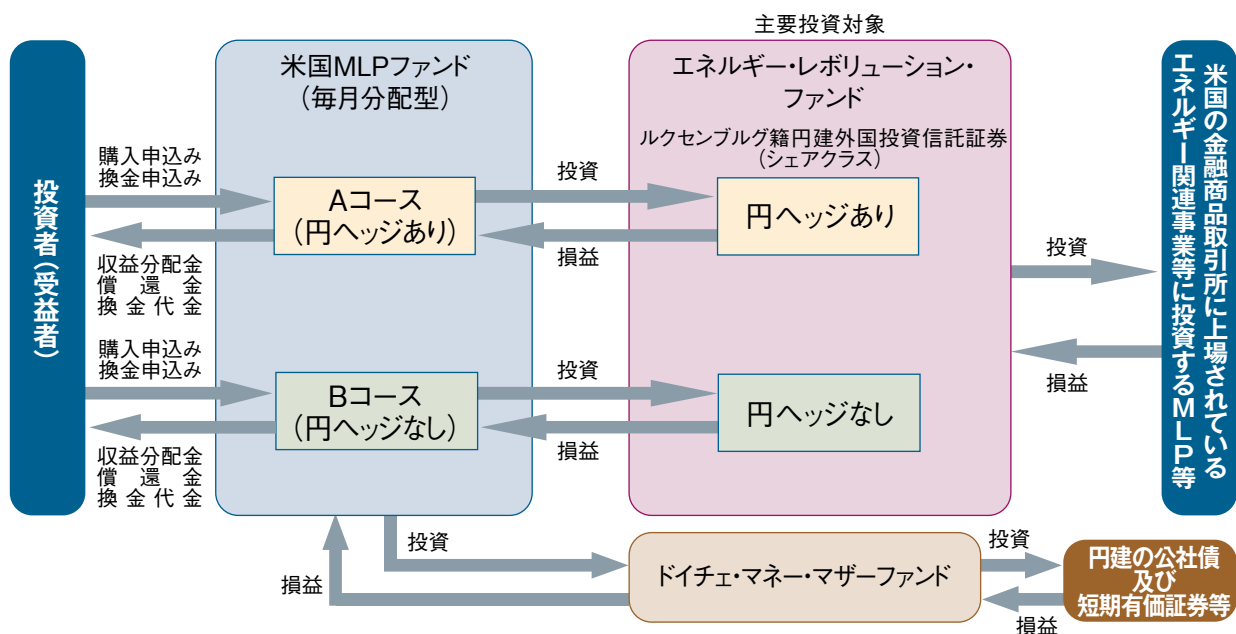 主要投資対象
投資者（受益者）
購入申込み
換金申込み
収益分配金
償還金
換金代金
購入申込み
換金申込み
収益分配金
償還金
換金代金
米国MLPファンド
（毎月分配型）
Aコース
（円ヘッジあり）
Bコース
（円ヘッジなし）
投資
損益
投資
損益
エネルギー・レボリューション・
ファンド
ルクセンブルグ籍円建外国投資信託証券
（シェアクラス）
円ヘッジあり
円ヘッジなし
投資
損益
米国の金融商品取引所に上場されている
エネルギー関連事業等に投資するMLP等
投資
損益
ドイチェ・マネー・マザーファンド
投資
損益
円建の公社債
及び
短期有価証券等